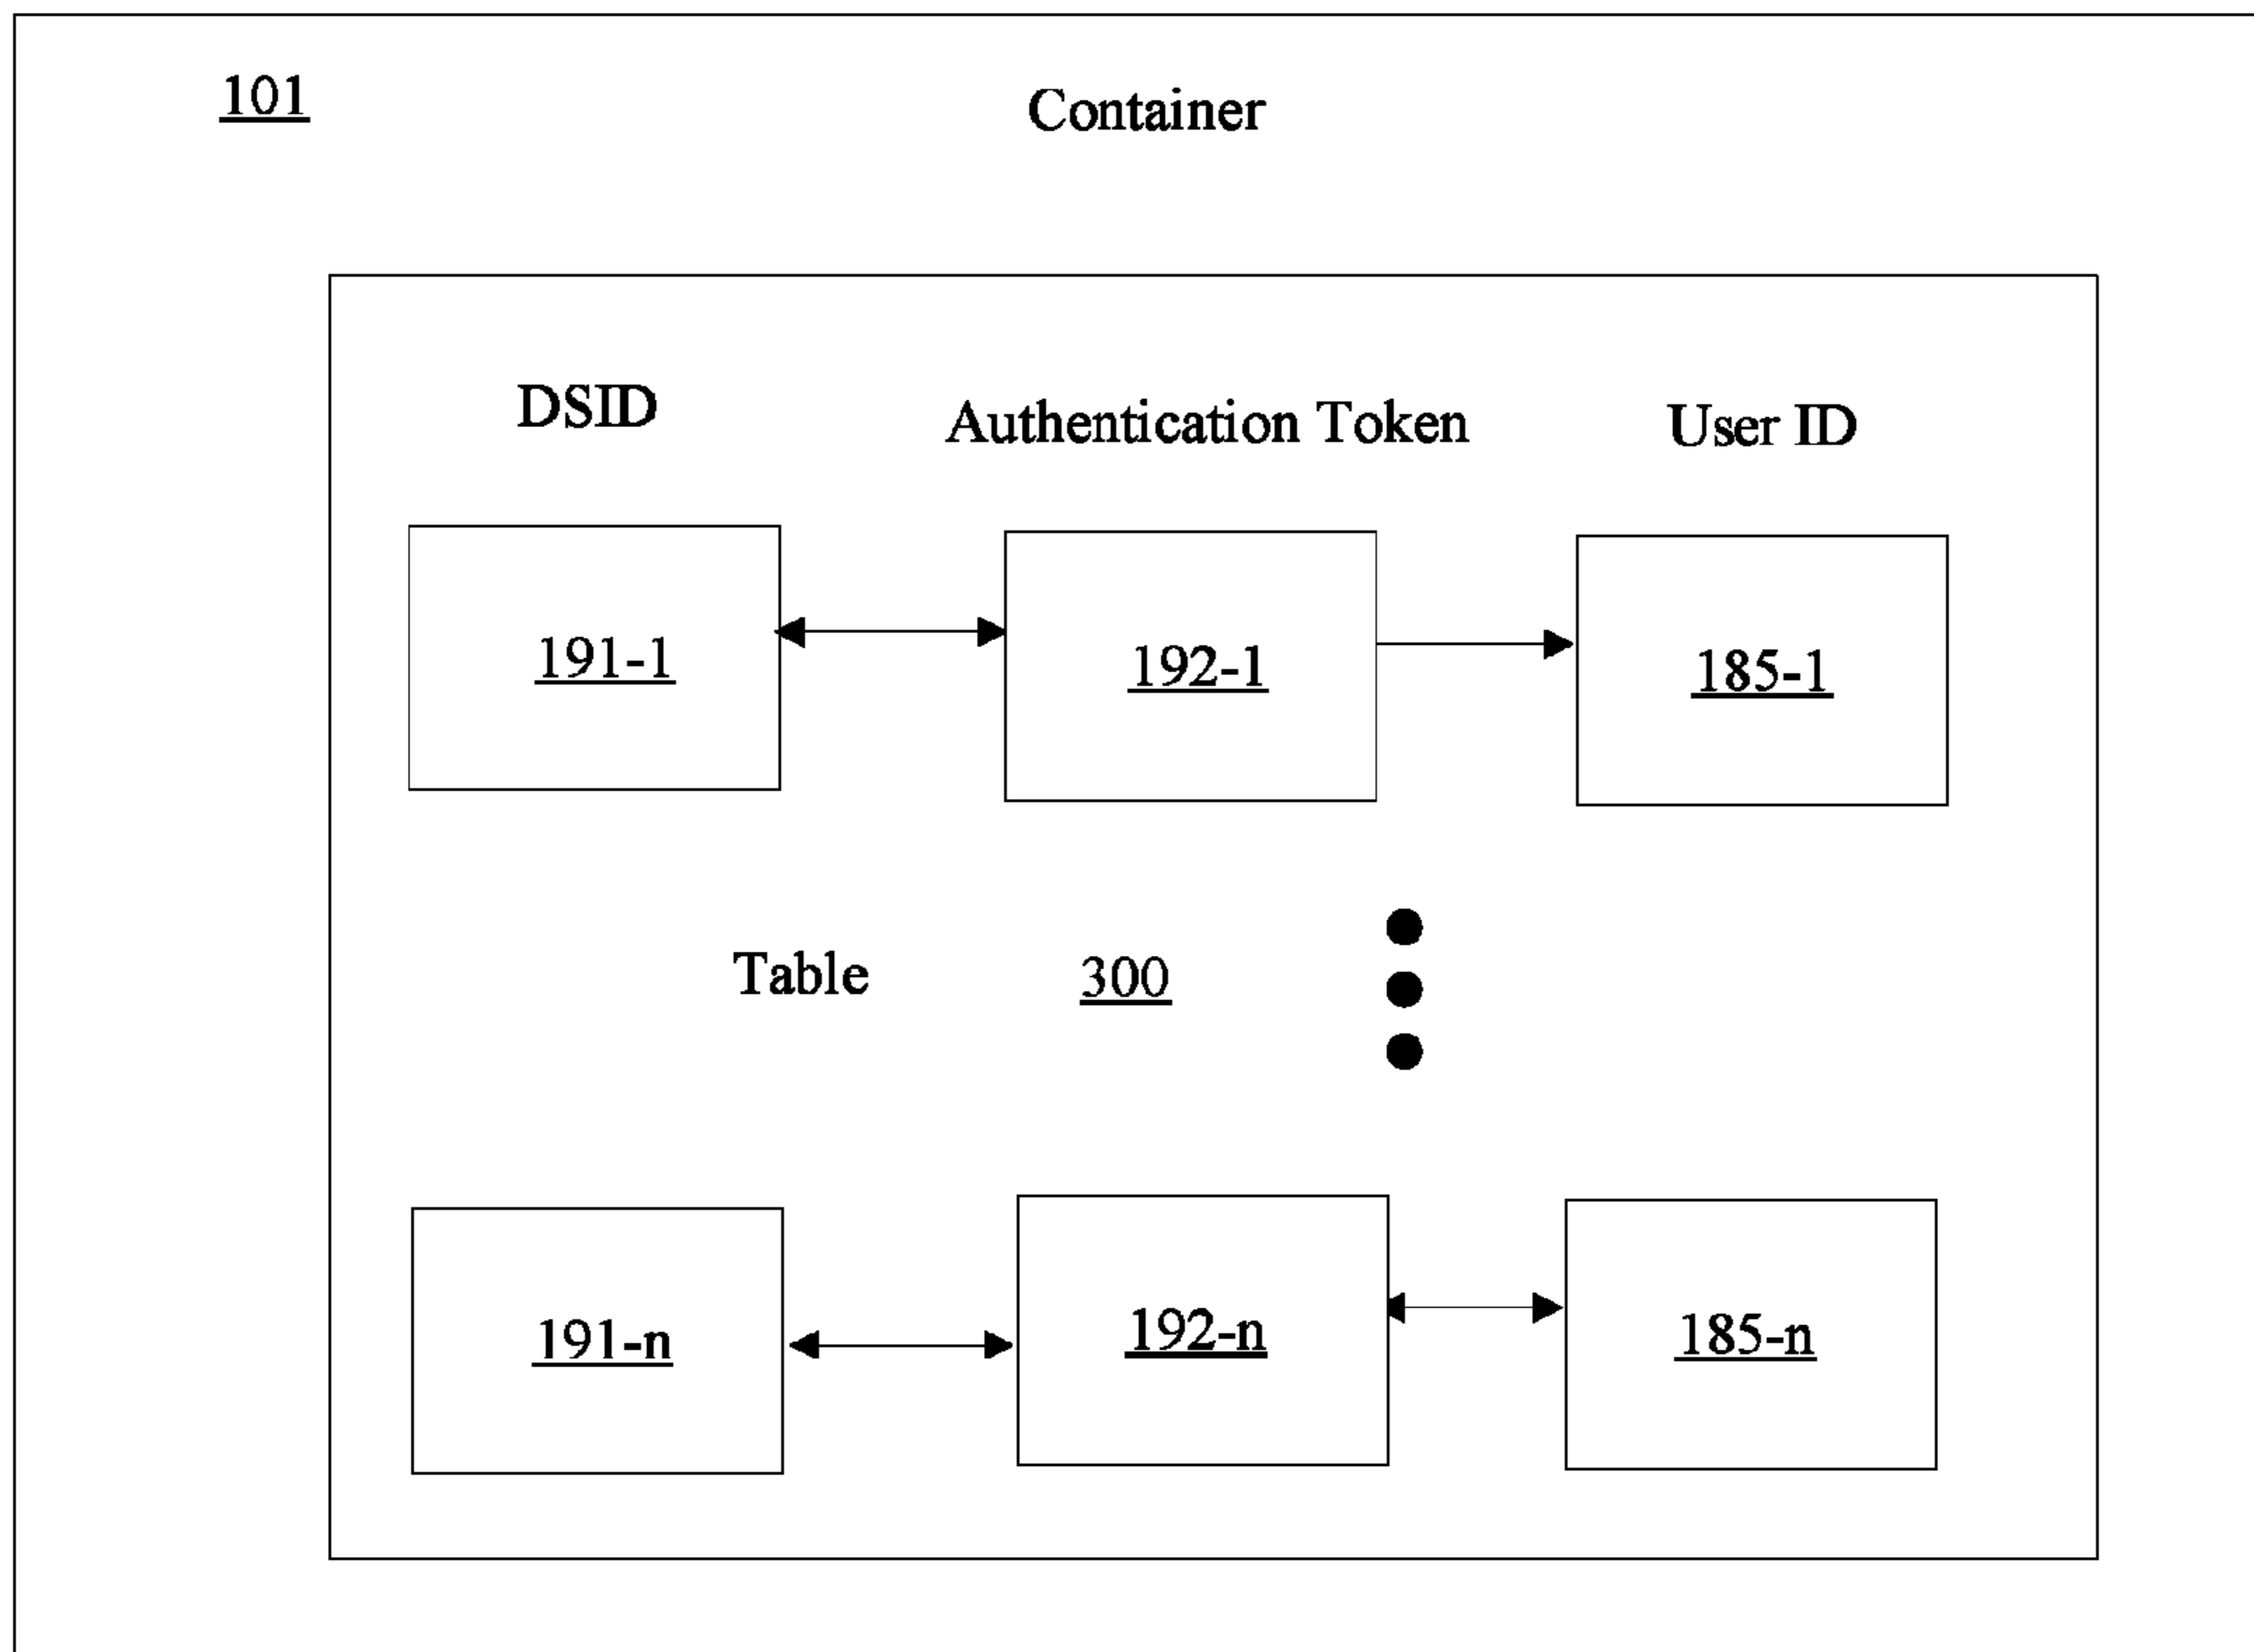 101
Container
DSID
Authentication Token
User ID
191-1
192-1
185-1
Table
300
191-n
192-n
185-n